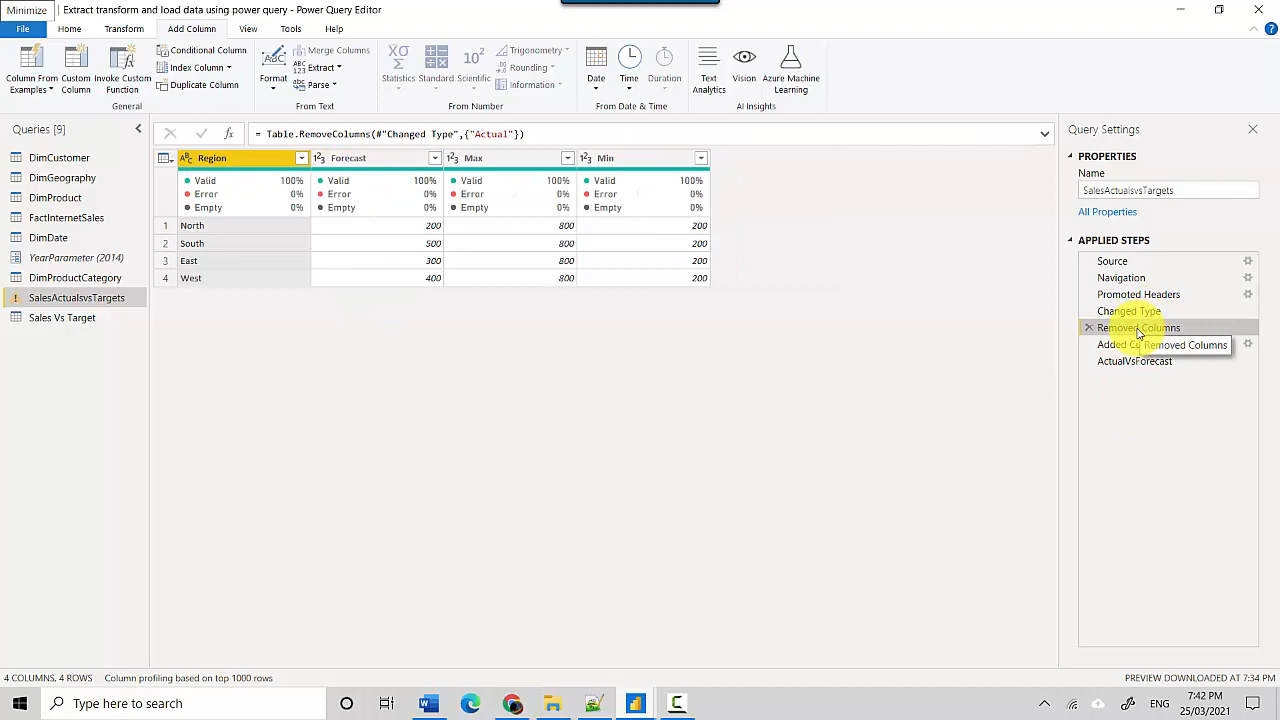 Minimize
Extract transform and load data using power query - Power Query Editor
File Home Transform Add Column View Tools Help
Column From Examples
Custom Column
Invoke Custom Function
Conditional Column
Index Column
Duplicate Column
General
Format
Merge Columns
Extract
Parse
From Text
Statistics
Standard
Scientific
Trigonometry
Rounding
Information
From Number
Date
Time
Duration
From Date & Time
Text Analytics
Vision
Azure Machine Learning
AI Insights
Queries [9]
DimCustomer
DimGeography
DimProduct
FactInternetSales
DimDate
YearParameter (2014)
DimProductCategory
SalesActualsvsTargets
Sales Vs Target
= Table.RemoveColumns(#"Changed Type",{"Actual"})
Region Forecast Max Min
Valid 100% Valid 100% Valid 100% Valid 100%
Error 0% Error 0% Error 0% Error 0%
Empty 0% Empty 0% Empty 0% Empty 0%
1 North 200 800 200
2 South 500 800 200
3 East 300 800 200
4 West 400 800 200
Query Settings
PROPERTIES
Name
SalesActualsvsTargets
All Properties
APPLIED STEPS
Source
Navigation
Promoted Headers
Changed Type
Removed Columns
Added Cu
Removed Columns
ActualVsForecast
4 COLUMNS, 4 ROWS Column profiling based on top 1000 rows
PREVIEW DOWNLOADED AT 7:34 PM
Type here to search
ENG
7:42 PM
25/03/2021